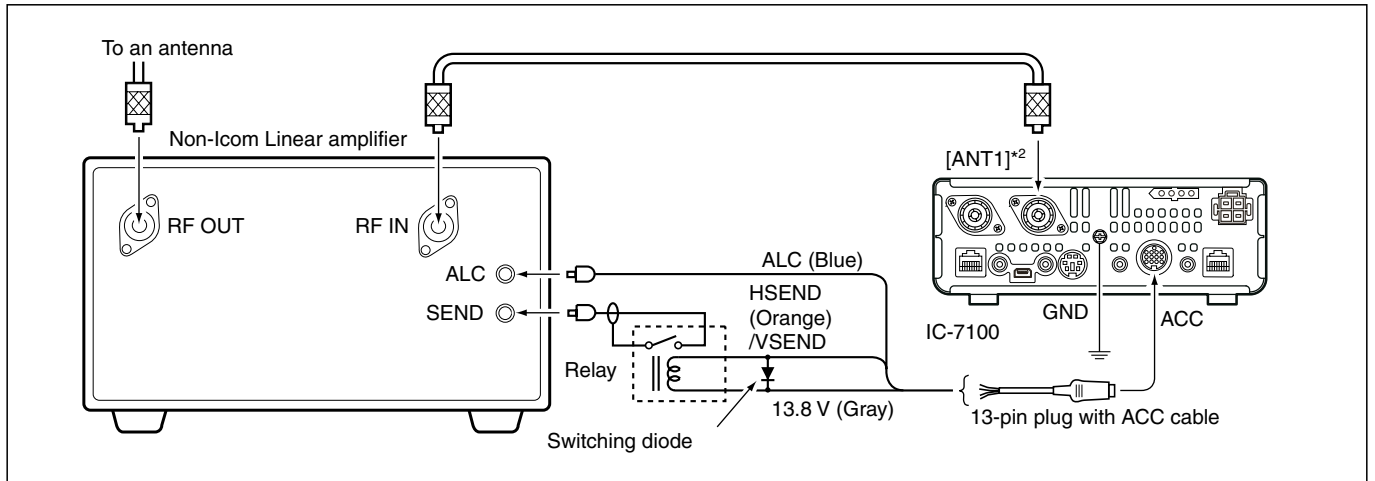 To an antenna
Non-Icom Linear amplifier
[ANT1]*2
RF OUT
RF IN
ALC
ALC (Blue)
SEND
HSEND
(Orange)
/VSEND
GND
ACC
IC-7100
Relay
13.8 V (Gray)
13-pin plug with ACC cable
Switching diode